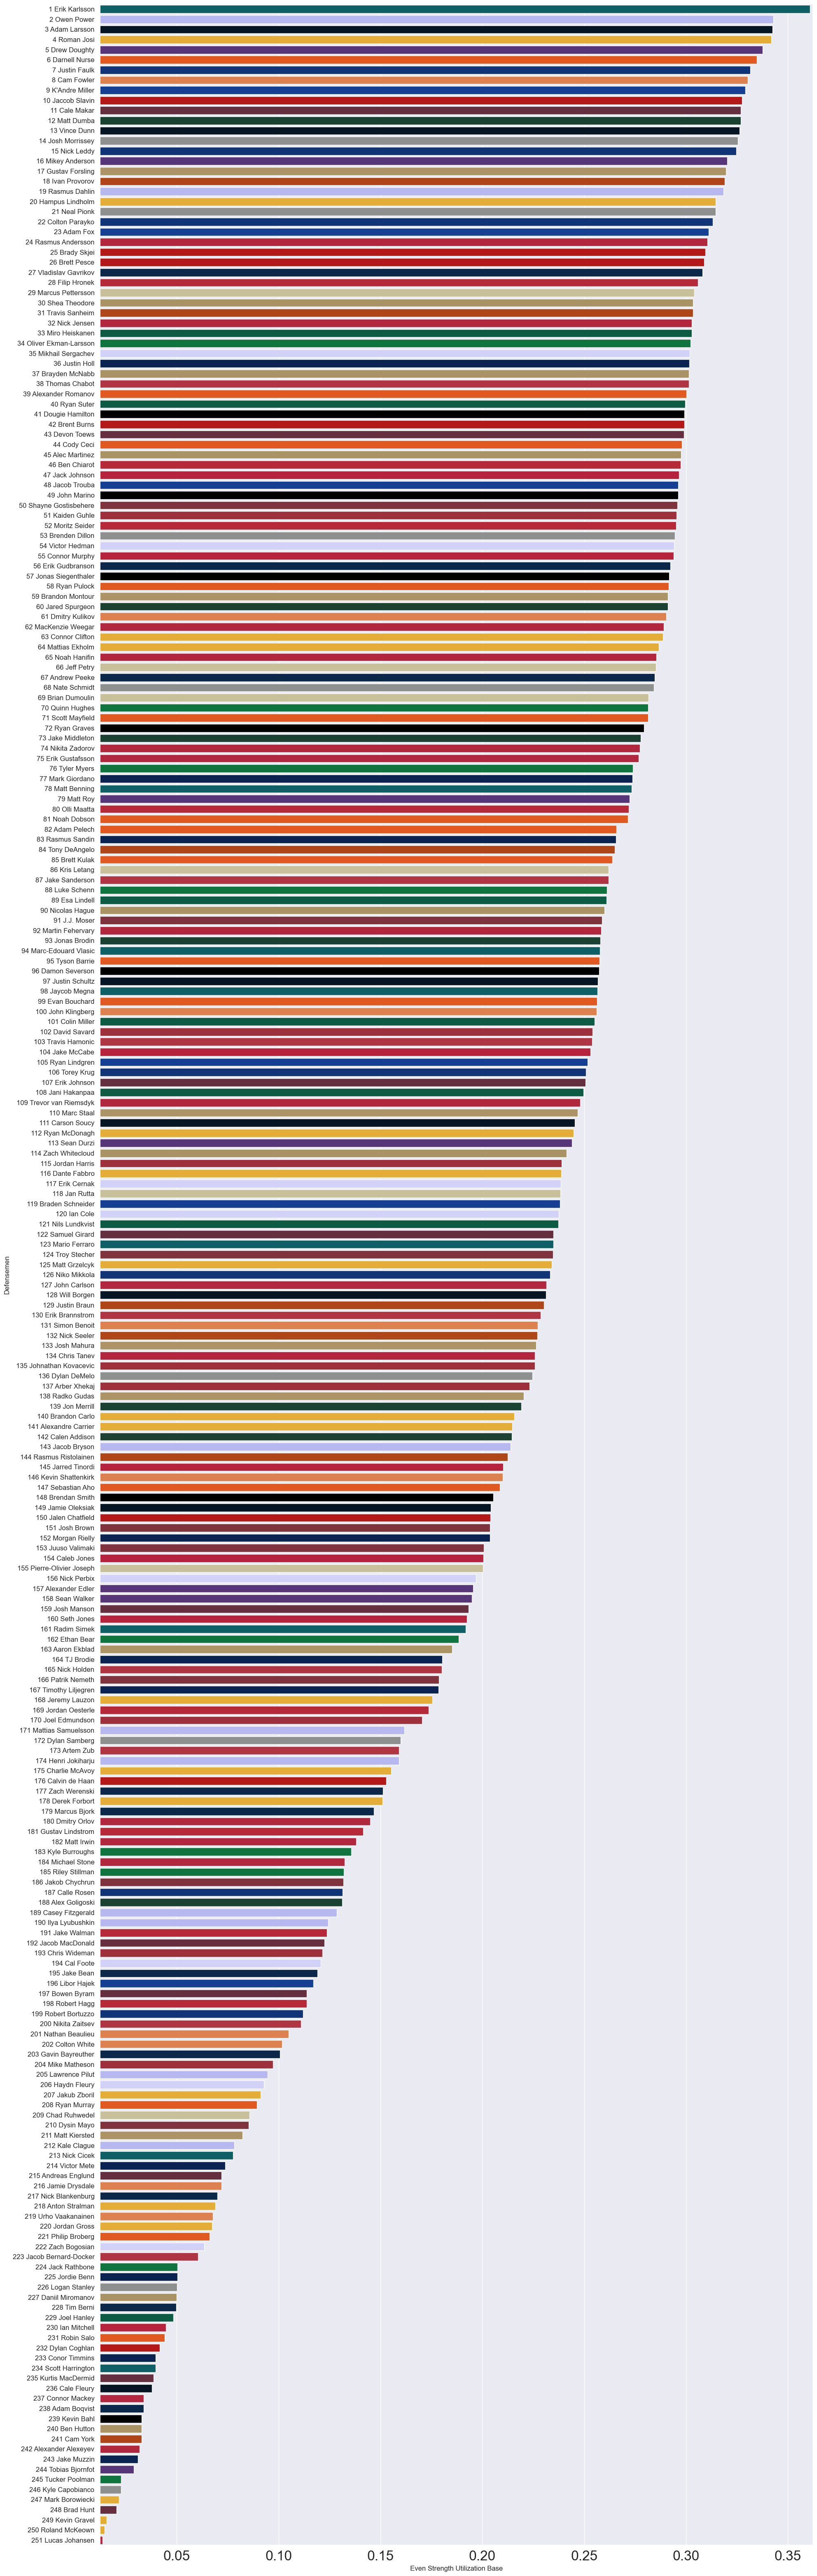 1 Erik Karlsson
2 Owen Power
3 Adam Larsson
4 Roman Josi
5 Drew Doughty
6 Darnell Nurse
7 Justin Faulk
8 Cam Fowler
9 K'Andre Miller
10 Jaccob Slavin
11 Cale Makar
12 Matt Dumba
13 Vince Dunn
14 Josh Morrissey
15 Nick Leddy
16 Mikey Anderson
17 Gustav Forsling
18 Ivan Provorov
19 Rasmus Dahlin
20 Hampus Lindholm
21 Neal Pionk
22 Colton Parayko
23 Adam Fox
24 Rasmus Andersson
25 Brady Skjei
26 Brett Pesce
27 Vladislav Gavrikov
28 Filip Hronek
29 Marcus Pettersson
30 Shea Theodore
31 Travis Sanheim
32 Nick Jensen
33 Miro Heiskanen
34 Oliver Ekman-Larsson
35 Mikhail Sergachev
36 Justin Holl
37 Brayden McNabb
38 Thomas Chabot
39 Alexander Romanov
40 Ryan Suter
41 Dougie Hamilton
42 Brent Burns
43 Devon Toews
44 Cody Ceci
45 Alec Martinez
46 Ben Chiarot
47 Jack Johnson
48 Jacob Trouba
49 John Marino
50 Shayne Gostisbehere
51 Kaiden Guhle
52 Moritz Seider
53 Brenden Dillon
54 Victor Hedman
55 Connor Murphy
56 Erik Gudbranson
57 Jonas Siegenthaler
58 Ryan Pulock
59 Brandon Montour
60 Jared Spurgeon
61 Dmitry Kulikov
62 MacKenzie Weegar
63 Connor Clifton
64 Mattias Ekholm
65 Noah Hanifin
66 Jeff Petry
67 Andrew Peeke
68 Nate Schmidt
69 Brian Dumoulin
70 Quinn Hughes
71 Scott Mayfield
72 Ryan Graves
73 Jake Middleton
74 Nikita Zadorov
75 Erik Gustafsson
76 Tyler Myers
77 Mark Giordano
78 Matt Benning
79 Matt Roy
80 Olli Maatta
81 Noah Dobson
82 Adam Pelech
83 Rasmus Sandin
84 Tony DeAngelo
85 Brett Kulak
86 Kris Letang
87 Jake Sanderson
88 Luke Schenn
89 Esa Lindell
90 Nicolas Hague
91 J.J. Moser
92 Martin Fehervary
93 Jonas Brodin
94 Marc-Edouard Vlasic
95 Tyson Barrie
96 Damon Severson
97 Justin Schultz
98 Jaycob Megna
99 Evan Bouchard
100 John Klingberg
101 Colin Miller
102 David Savard
103 Travis Hamonic
104 Jake McCabe
105 Ryan Lindgren
106 Torey Krug
107 Erik Johnson
108 Jani Hakanpaa
109 Trevor van Riemsdyk
110 Marc Staal
111 Carson Soucy
112 Ryan McDonagh
113 Sean Durzi
114 Zach Whitecloud
115 Jordan Harris
116 Dante Fabbro
117 Erik Cernak
118 Jan Rutta
119 Braden Schneider
120 Ian Cole
121 Nils Lundkvist
122 Samuel Girard
123 Mario Ferraro
124 Troy Stecher
125 Matt Grzelcyk
126 Niko Mikkola
127 John Carlson
128 Will Borgen
129 Justin Braun
130 Erik Brannstrom
131 Simon Benoit
132 Nick Seeler
133 Josh Mahura
134 Chris Tanev
135 Johnathan Kovacevic
136 Dylan DeMelo
137 Arber Xhekaj
138 Radko Gudas
139 Jon Merrill
140 Brandon Carlo
141 Alexandre Carrier
142 Calen Addison
143 Jacob Bryson
144 Rasmus Ristolainen
145 Jarred Tinordi
146 Kevin Shattenkirk
147 Sebastian Aho
148 Brendan Smith
149 Jamie Oleksiak
150 Jalen Chatfield
151 Josh Brown
152 Morgan Rielly
153 Juuso Valimaki
154 Caleb Jones
155 Pierre-Olivier Joseph
156 Nick Perbix
157 Alexander Edler
158 Sean Walker
159 Josh Manson
160 Seth Jones
161 Radim Simek
162 Ethan Bear
163 Aaron Ekblad
164 TJ Brodie
165 Nick Holden
166 Patrik Nemeth
167 Timothy Liljegren
168 Jeremy Lauzon
169 Jordan Oesterle
170 Joel Edmundson
171 Mattias Samuelsson
172 Dylan Samberg
173 Artem Zub
174 Henri Jokiharju
175 Charlie McAvoy
176 Calvin de Haan
177 Zach Werenski
178 Derek Forbort
179 Marcus Bjork
180 Dmitry Orlov
181 Gustav Lindstrom
182 Matt Irwin
183 Kyle Burroughs
184 Michael Stone
185 Riley Stillman
186 Jakob Chychrun
187 Calle Rosen
188 Alex Goligoski
189 Casey Fitzgerald
190 Ilya Lyubushkin
191 Jake Walman
192 Jacob MacDonald
193 Chris Wideman
194 Cal Foote
195 Jake Bean
196 Libor Hajek
197 Bowen Byram
198 Robert Hagg
199 Robert Bortuzzo
200 Nikita Zaitsev
201 Nathan Beaulieu
202 Colton White
203 Gavin Bayreuther
204 Mike Matheson
205 Lawrence Pilut
206 Haydn Fleury
207 Jakub Zboril
208 Ryan Murray
209 Chad Ruhwedel
210 Dysin Mayo
211 Matt Kiersted
212 Kale Clague
213 Nick Cicek
214 Victor Mete
215 Andreas Englund
216 Jamie Drysdale
217 Nick Blankenburg
218 Anton Stralman
219 Urho Vaakanainen
220 Jordan Gross
221 Philip Broberg
222 Zach Bogosian
223 Jacob Bernard-Docker
224 Jack Rathbone
225 Jordie Benn
226 Logan Stanley
227 Daniil Miromanov
228 Tim Berni
229 Joel Hanley
230 Ian Mitchell
231 Robin Salo
232 Dylan Coghlan
233 Conor Timmins
234 Scott Harrington
235 Kurtis MacDermid
236 Cale Fleury
237 Connor Mackey
238 Adam Boqvist
239 Kevin Bahl
240 Ben Hutton
241 Cam York
242 Alexander Alexeyev
243 Jake Muzzin
244 Tobias Bjornfot
245 Tucker Poolman
246 Kyle Capobianco
247 Mark Borowiecki
248 Brad Hunt
249 Kevin Gravel
250 Roland McKeown
251 Lucas Johansen
Defensemen
0.05 0.10 0.15 0.20 0.25 0.30 0.35
Even Strength Utilization Base